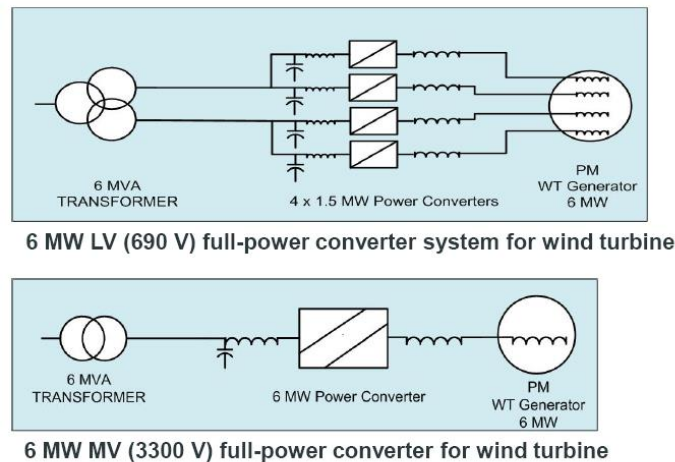 6 MVA
TRANSFORMER
4 x 1.5 MW Power Converters
PM
WT Generator
6 MW
6 MW LV (690 V) full-power converter system for wind turbine
6 MVA
TRANSFORMER
6 MW Power Converter
PM
WT Generator
6 MW
6 MW MV (3300 V) full-power converter for wind turbine